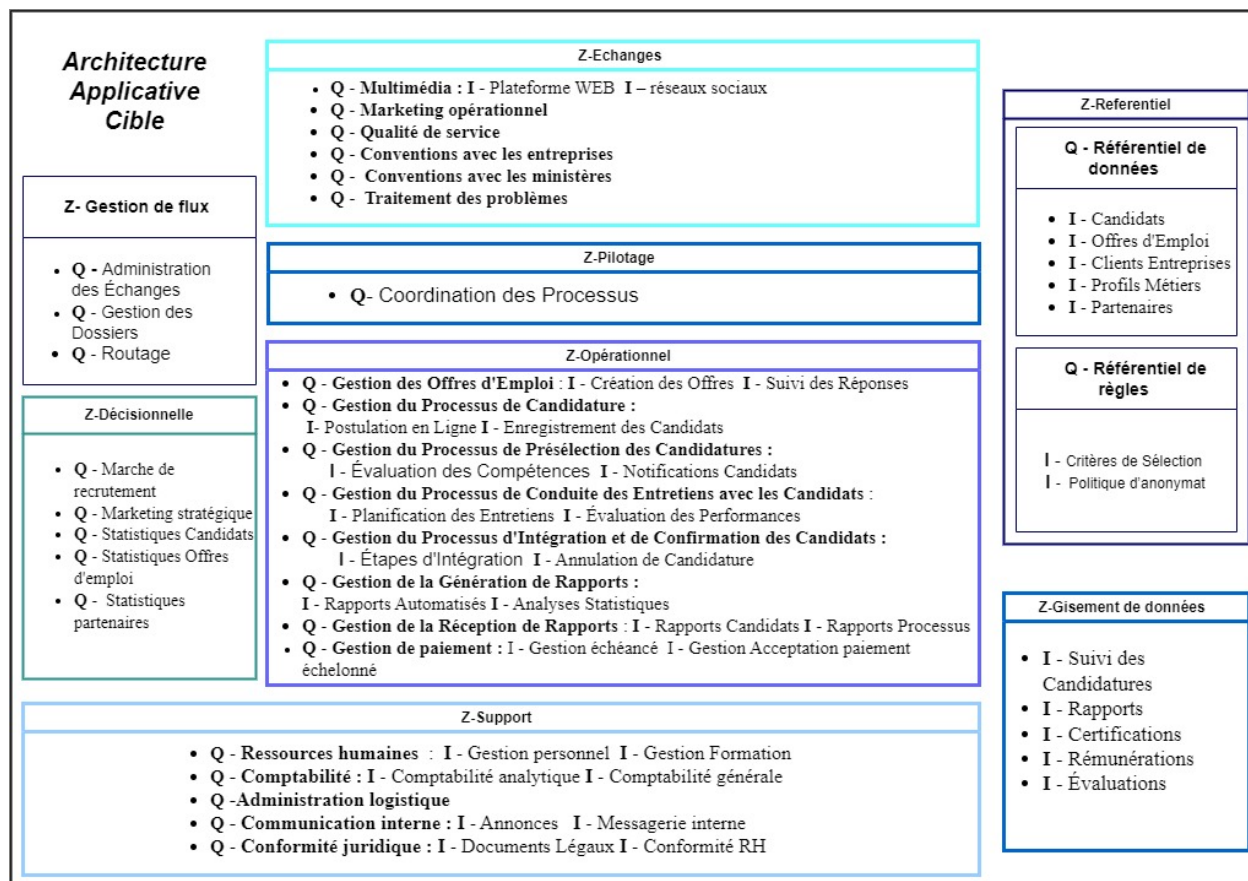 Architecture
Applicative
Cible
Z-Echanges
• Q - Multimédia : I - Plateforme WEB I – réseaux sociaux
• Q - Marketing opérationnel
• Q - Qualité de service
• Q - Conventions avec les entreprises
• Q - Conventions avec les ministères
• Q - Traitement des problèmes
Z- Gestion de flux
• Q - Administration
des Échanges
• Q - Gestion des
Dossiers
• Q - Routage
Z-Pilotage
• Q- Coordination des Processus
Z-Décisionnelle
• Q - Marche de
recrutement
• Q - Marketing stratégique
• Q - Statistiques Candidats
• Q - Statistiques Offres
d'emploi
• Q - Statistiques
partenaires
Z-Opérationnel
• Q - Gestion des Offres d'Emploi : I - Création des Offres I - Suivi des Réponses
• Q - Gestion du Processus de Candidature :
I- Postulation en Ligne I - Enregistrement des Candidats
• Q - Gestion du Processus de Présélection des Candidatures :
I - Évaluation des Compétences I - Notifications Candidats
• Q - Gestion du Processus de Conduite des Entretiens avec les Candidats :
I - Planification des Entretiens I - Évaluation des Performances
• Q - Gestion du Processus d'Intégration et de Confirmation des Candidats :
I - Étapes d'Intégration I - Annulation de Candidature
• Q - Gestion de la Génération de Rapports :
I - Rapports Automatisés I - Analyses Statistiques
• Q - Gestion de la Réception de Rapports : I - Rapports Candidats I - Rapports Processus
• Q - Gestion de paiement : I - Gestion échéancé I - Gestion Acceptation paiement
échelonné
Z-Support
• Q - Ressources humaines : I - Gestion personnel I - Gestion Formation
• Q - Comptabilité : I - Comptabilité analytique I - Comptabilité générale
• Q -Administration logistique
• Q - Communication interne : I - Annonces I - Messagerie interne
• Q - Conformité juridique : I - Documents Légaux I - Conformité RH
Z-Référentiel
Q - Référentiel de
données
• I - Candidats
• I - Offres d'Emploi
• I - Clients Entreprises
• I - Profils Métiers
• I - Partenaires
Q - Référentiel de
règles
I - Critères de Sélection
I - Politique d'anonymat
Z-Gisement de données
• I - Suivi des
Candidatures
• I - Rapports
• I - Certifications
• I - Rémunérations
• I - Évaluations